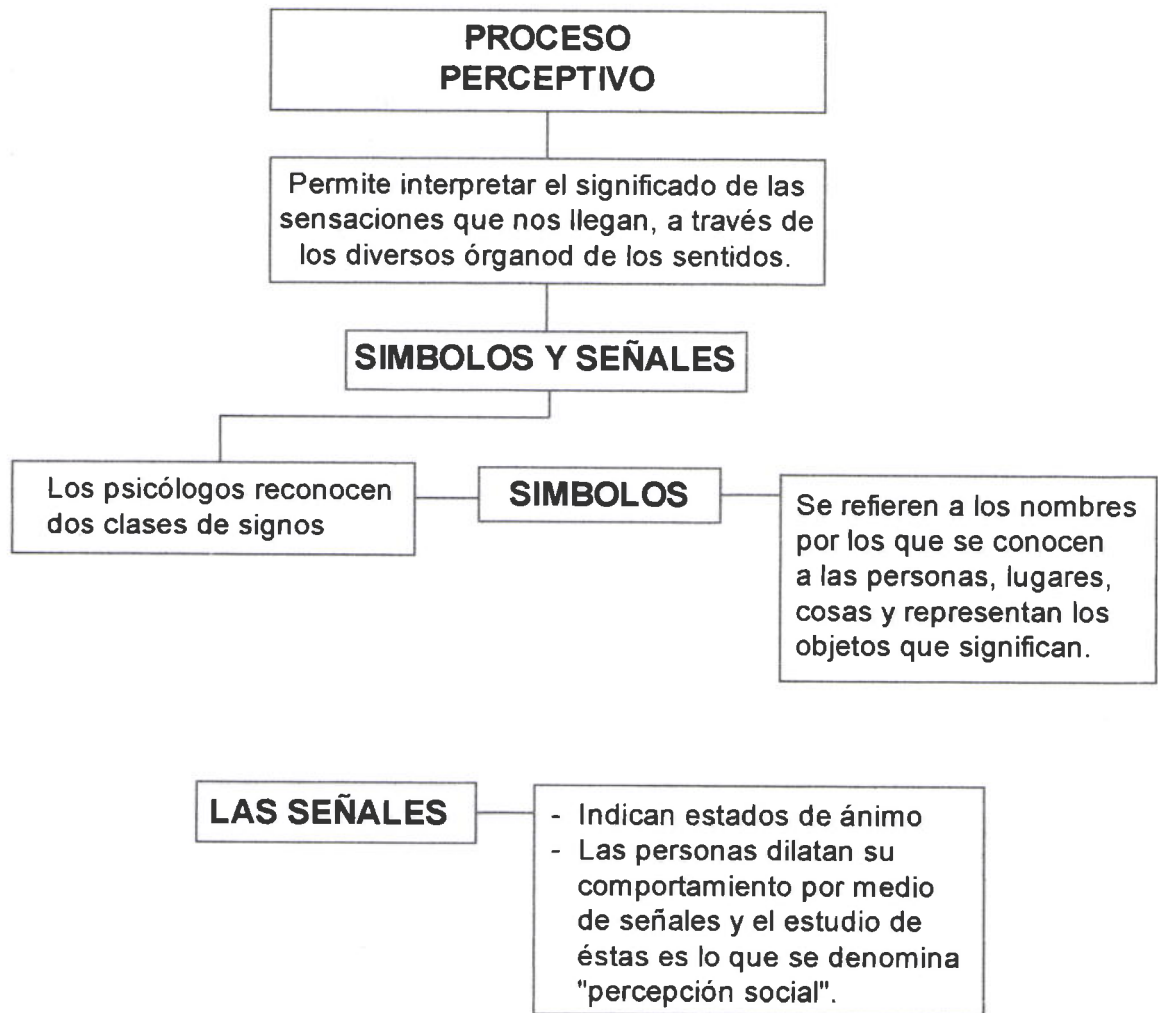 PROCESO
PERCEPTIVO
Permite interpretar el significado de las
sensaciones que nos llegan, a través de
los diversos órganod de los sentidos.
SIMBOLOS Y SEÑALES
Los psicólogos reconocen
dos clases de signos
SIMBOLOS
Se refieren a los nombres
por los que se conocen
a las personas, lugares,
cosas y representan los
objetos que significan.
LAS SEÑALES
- Indican estados de ánimo
- Las personas dilatan su
comportamiento por medio
de señales y el estudio de
éstas es lo que se denomina
"percepción social".